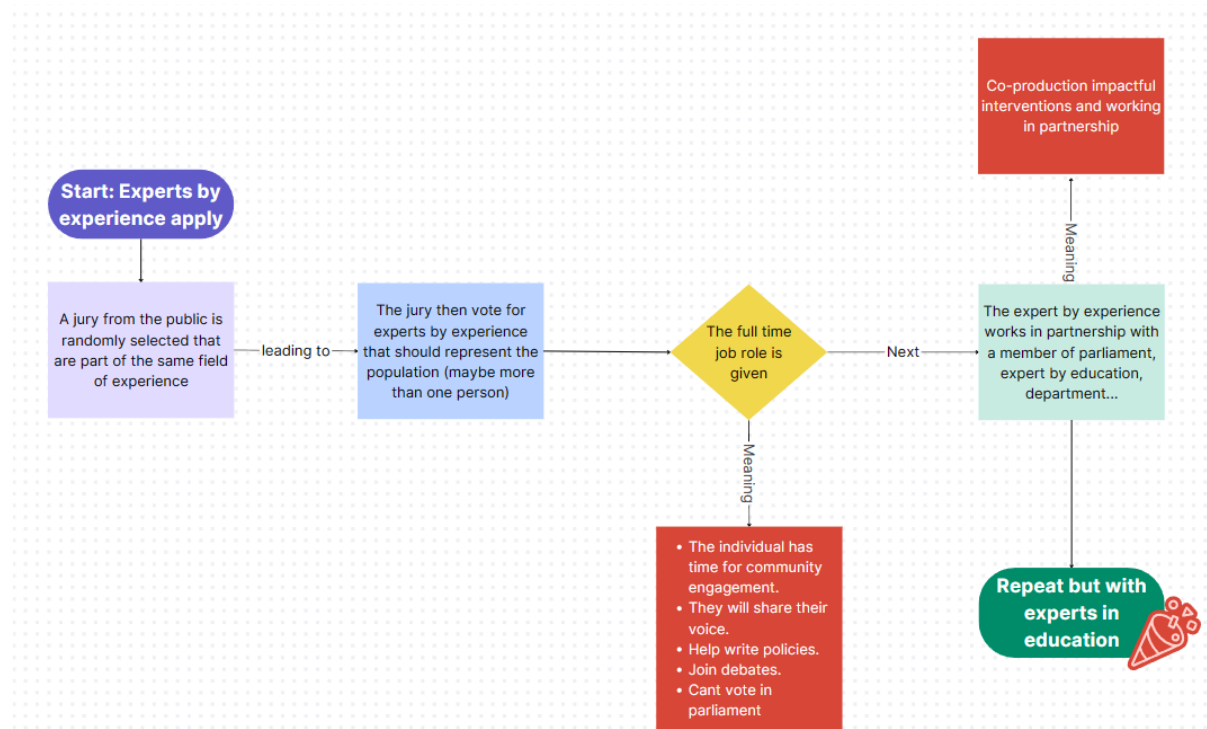 Start: Experts by
experience apply
A jury from the public is
randomly selected that
are part of the same field
of experience
leading to
The jury then vote for
experts by experience
that should represent the
population (maybe more
than one person)
The full time
job role is
given
Meaning
• The individual has
time for community
engagement.
• They will share their
voice.
• Help write policies.
• Join debates.
• Cant vote in
parliament
Next
The expert by experience
works in partnership with
a member of parliament,
expert by education,
department...
Meaning
Co-production impactful
interventions and working
in partnership
Repeat but with
experts in
education